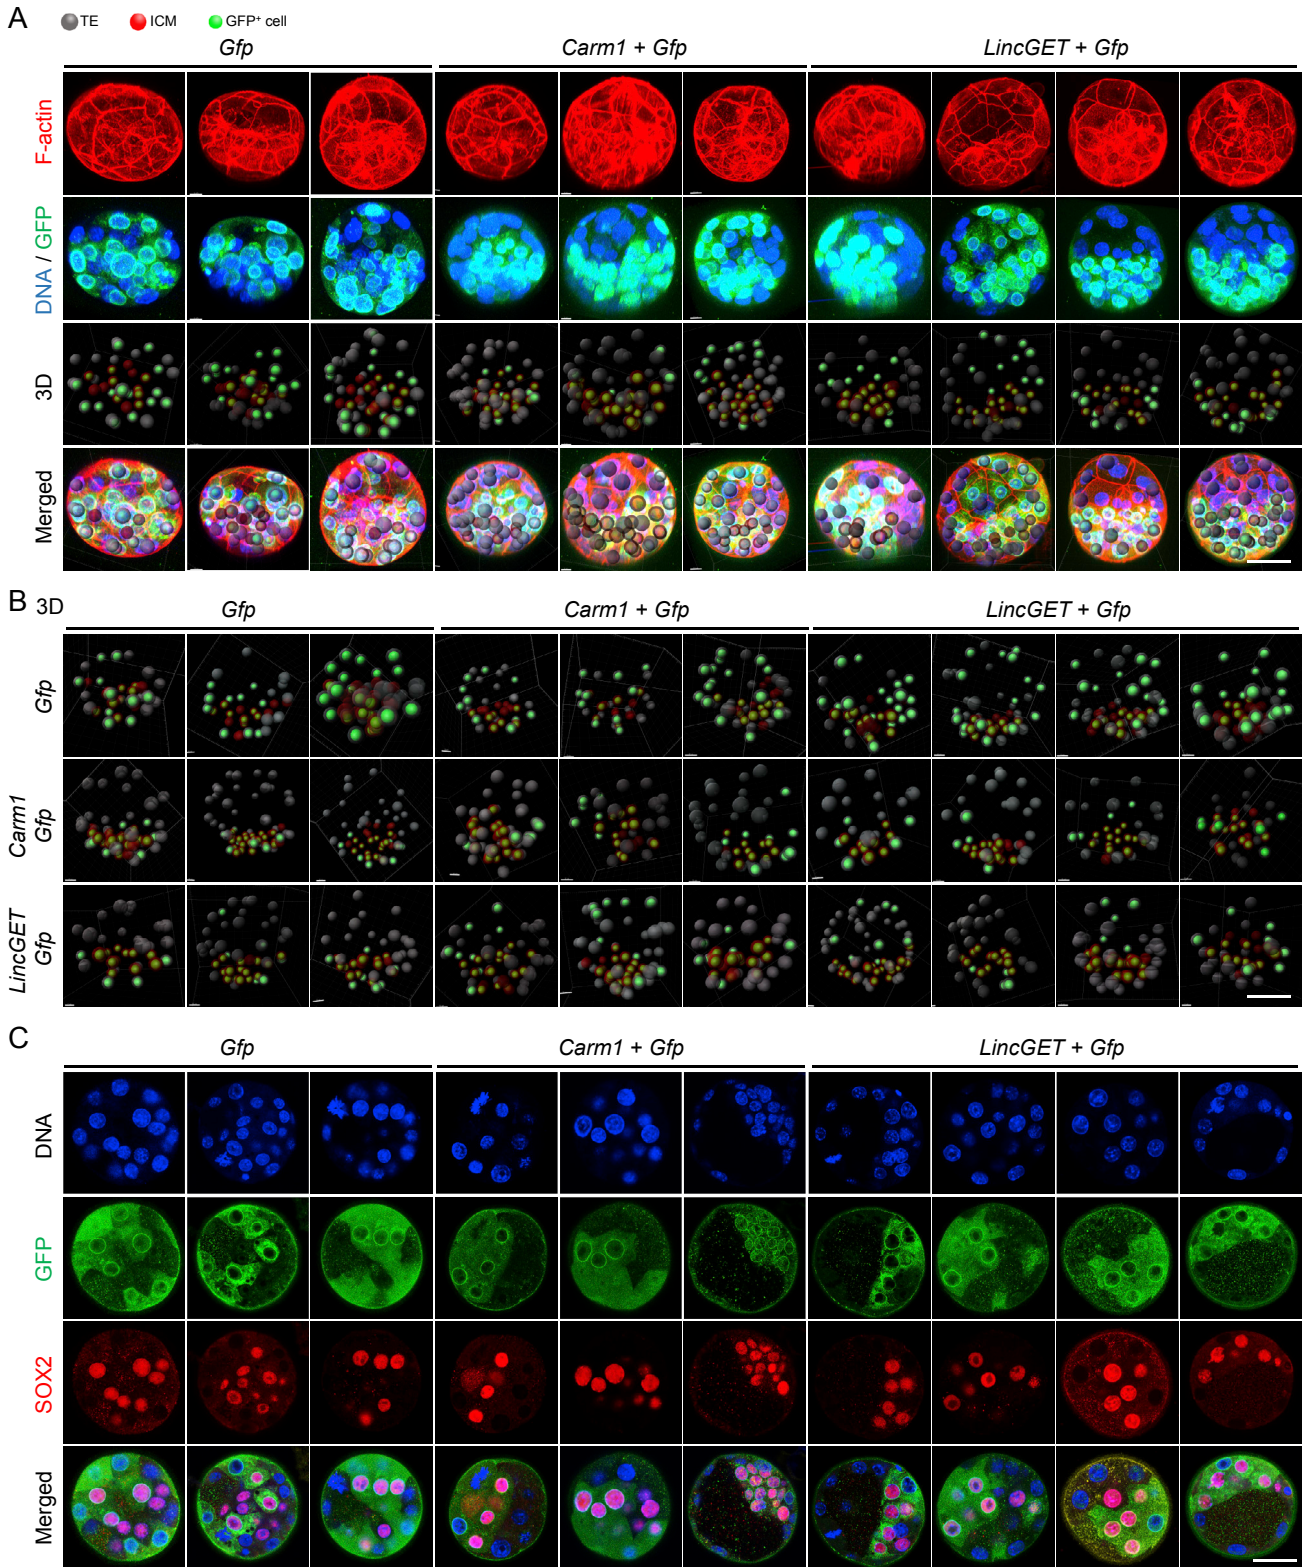 A
TE ICM GFP⁺ cell
Gfp Carm1 + Gfp LincGET + Gfp
F-actin
DNA / GFP
3D
Merged
B 3D
Gfp Carm1 + Gfp LincGET + Gfp
Gfp
Carm1
Gfp
LincGET
Gfp
C
Gfp Carm1 + Gfp LincGET + Gfp
DNA
GFP
SOX2
Merged